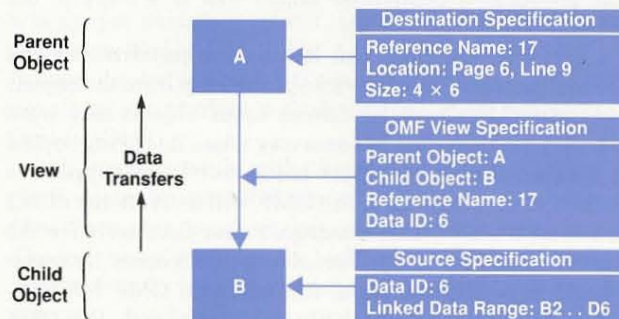 Parent
Object
A
Destination Specification
Reference Name: 17
Location: Page 6, Line 9
Size: 4 × 6
View
Data
Transfers
OMF View Specification
Parent Object: A
Child Object: B
Reference Name: 17
Data ID: 6
Child
Object
B
Source Specification
Data ID: 6
Linked Data Range: B2 . . D6